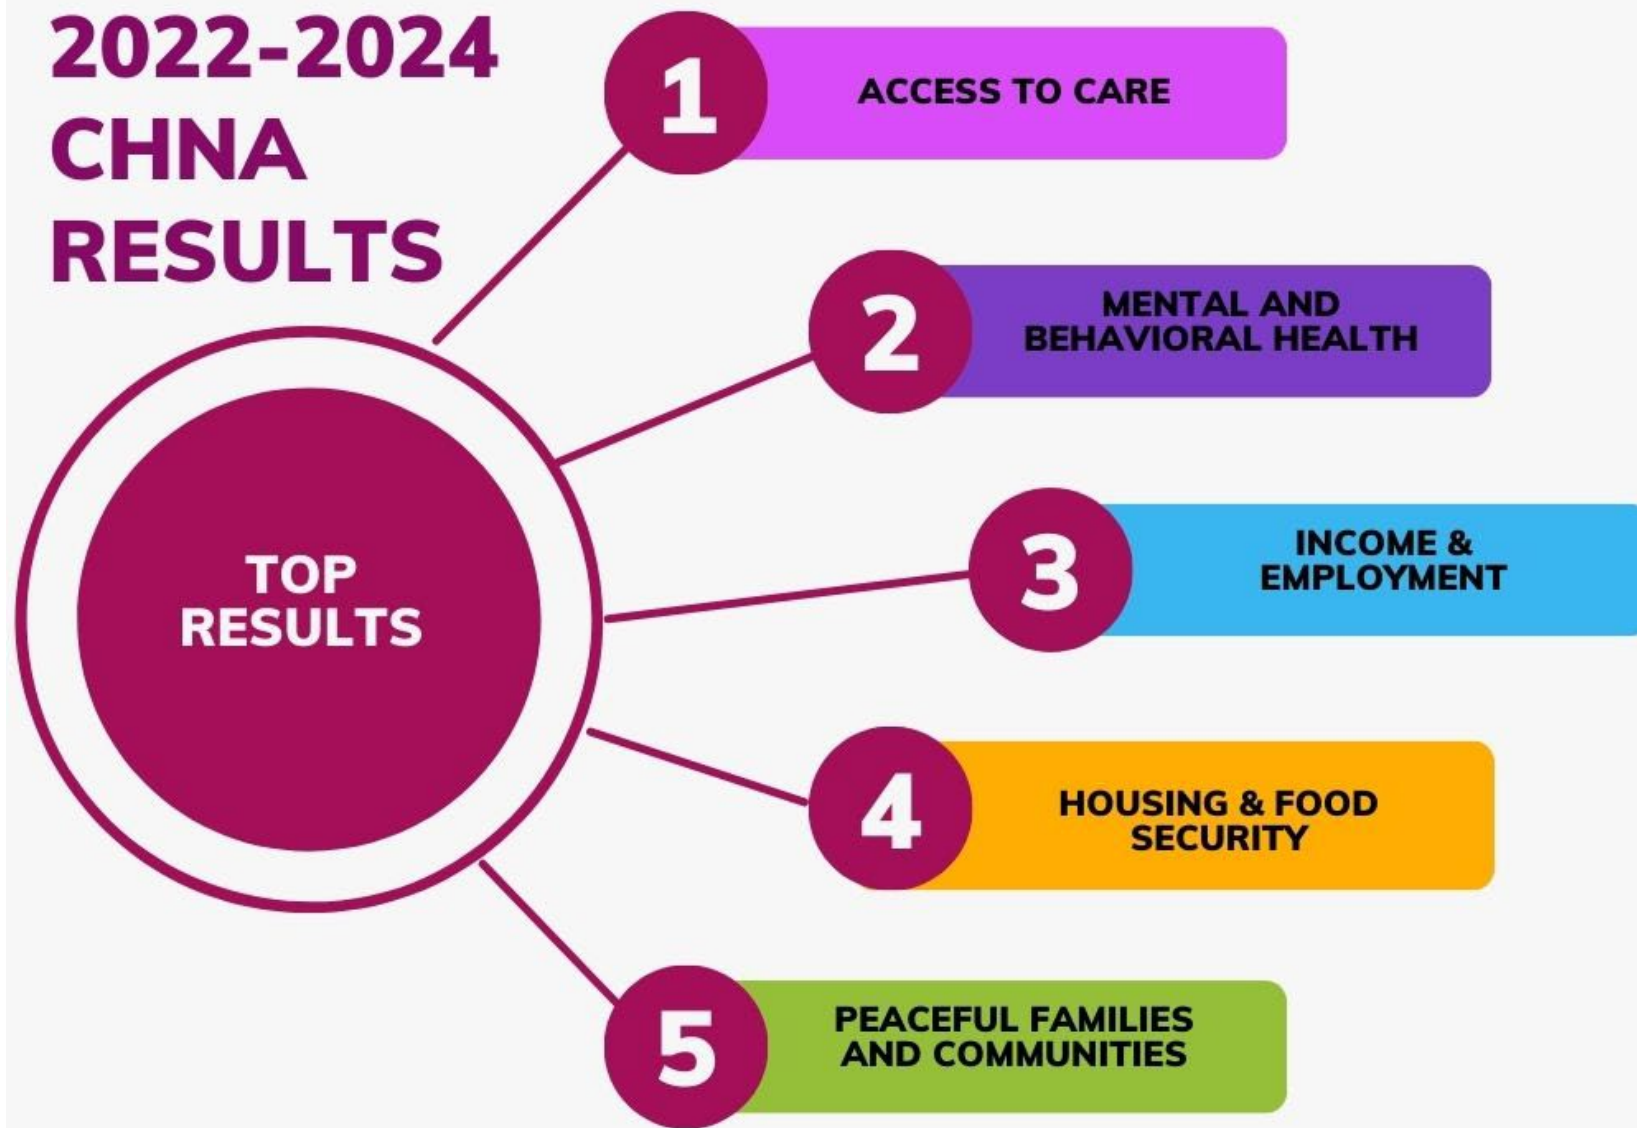 2022-2024
CHNA
RESULTS
TOP
RESULTS
1
ACCESS TO CARE
2
MENTAL AND
BEHAVIORAL HEALTH
3
INCOME &
EMPLOYMENT
4
HOUSING & FOOD
SECURITY
5
PEACEFUL FAMILIES
AND COMMUNITIES